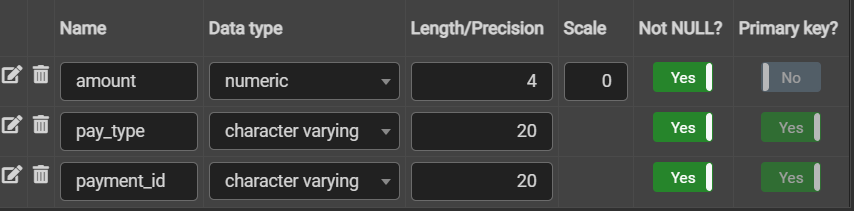 Name Data type Length/Precision Scale Not NULL? Primary key?
amount numeric 4 0 Yes No
pay_type character varying 20 Yes Yes
payment_id character varying 20 Yes Yes